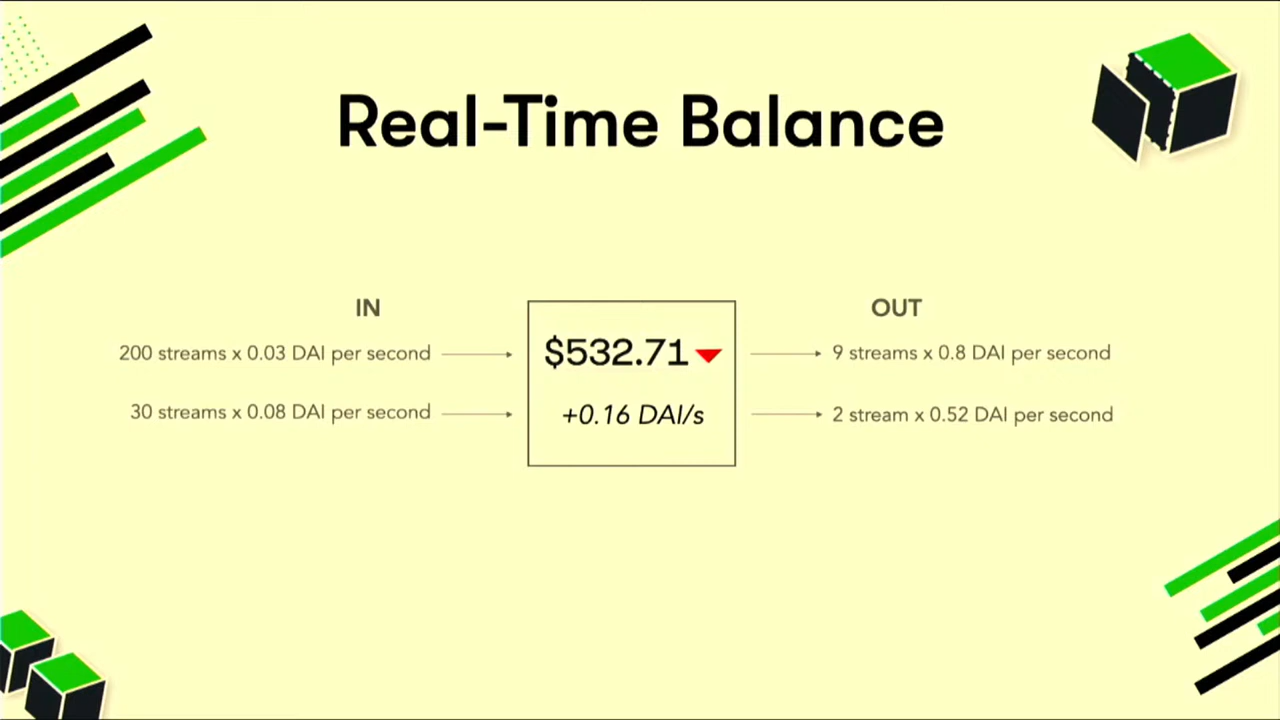 Real-Time Balance
IN
OUT
200 streams x 0.03 DAI per second
$532.71
9 streams x 0.8 DAI per second
30 streams x 0.08 DAI per second
+0.16 DAI/s
2 stream x 0.52 DAI per second